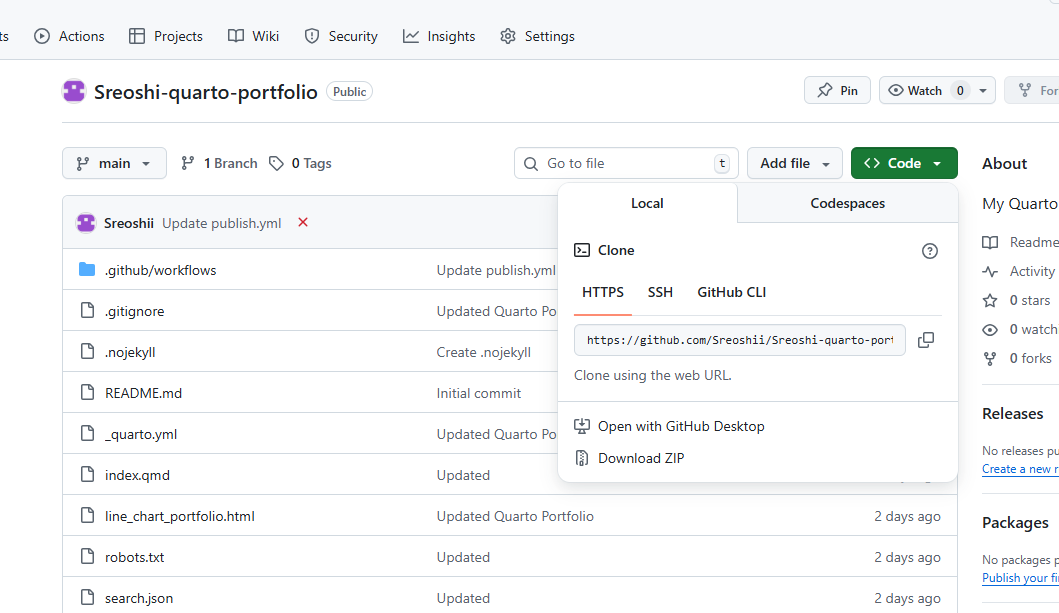 ts Actions Projects Wiki Security Insights Settings
Sreoshi-quarto-portfolio Public Pin Watch 0 For
main 1 Branch 0 Tags Go to file t Add file Code
About
Local Codespaces
My Quarto
Sreoshii Update publish.yml
Clone
Readme
.github/workflows Update publish.yml
Activity
HTTPS SSH GitHub CLI
0 stars
.gitignore Updated Quarto Po
0 watch
https://github.com/Sreoshii/Sreoshi-quarto-port
.nojekyll Create .nojekyll
0 forks
Clone using the web URL.
README.md Initial commit
Releases
Open with GitHub Desktop
_quarto.yml Updated Quarto Po
No releases pu
Download ZIP
Create a new r
index.qmd Updated
line_chart_portfolio.html Updated Quarto Portfolio 2 days ago
Packages
robots.txt Updated 2 days ago
No packages p
Publish your fi
search.json Updated 2 days ago